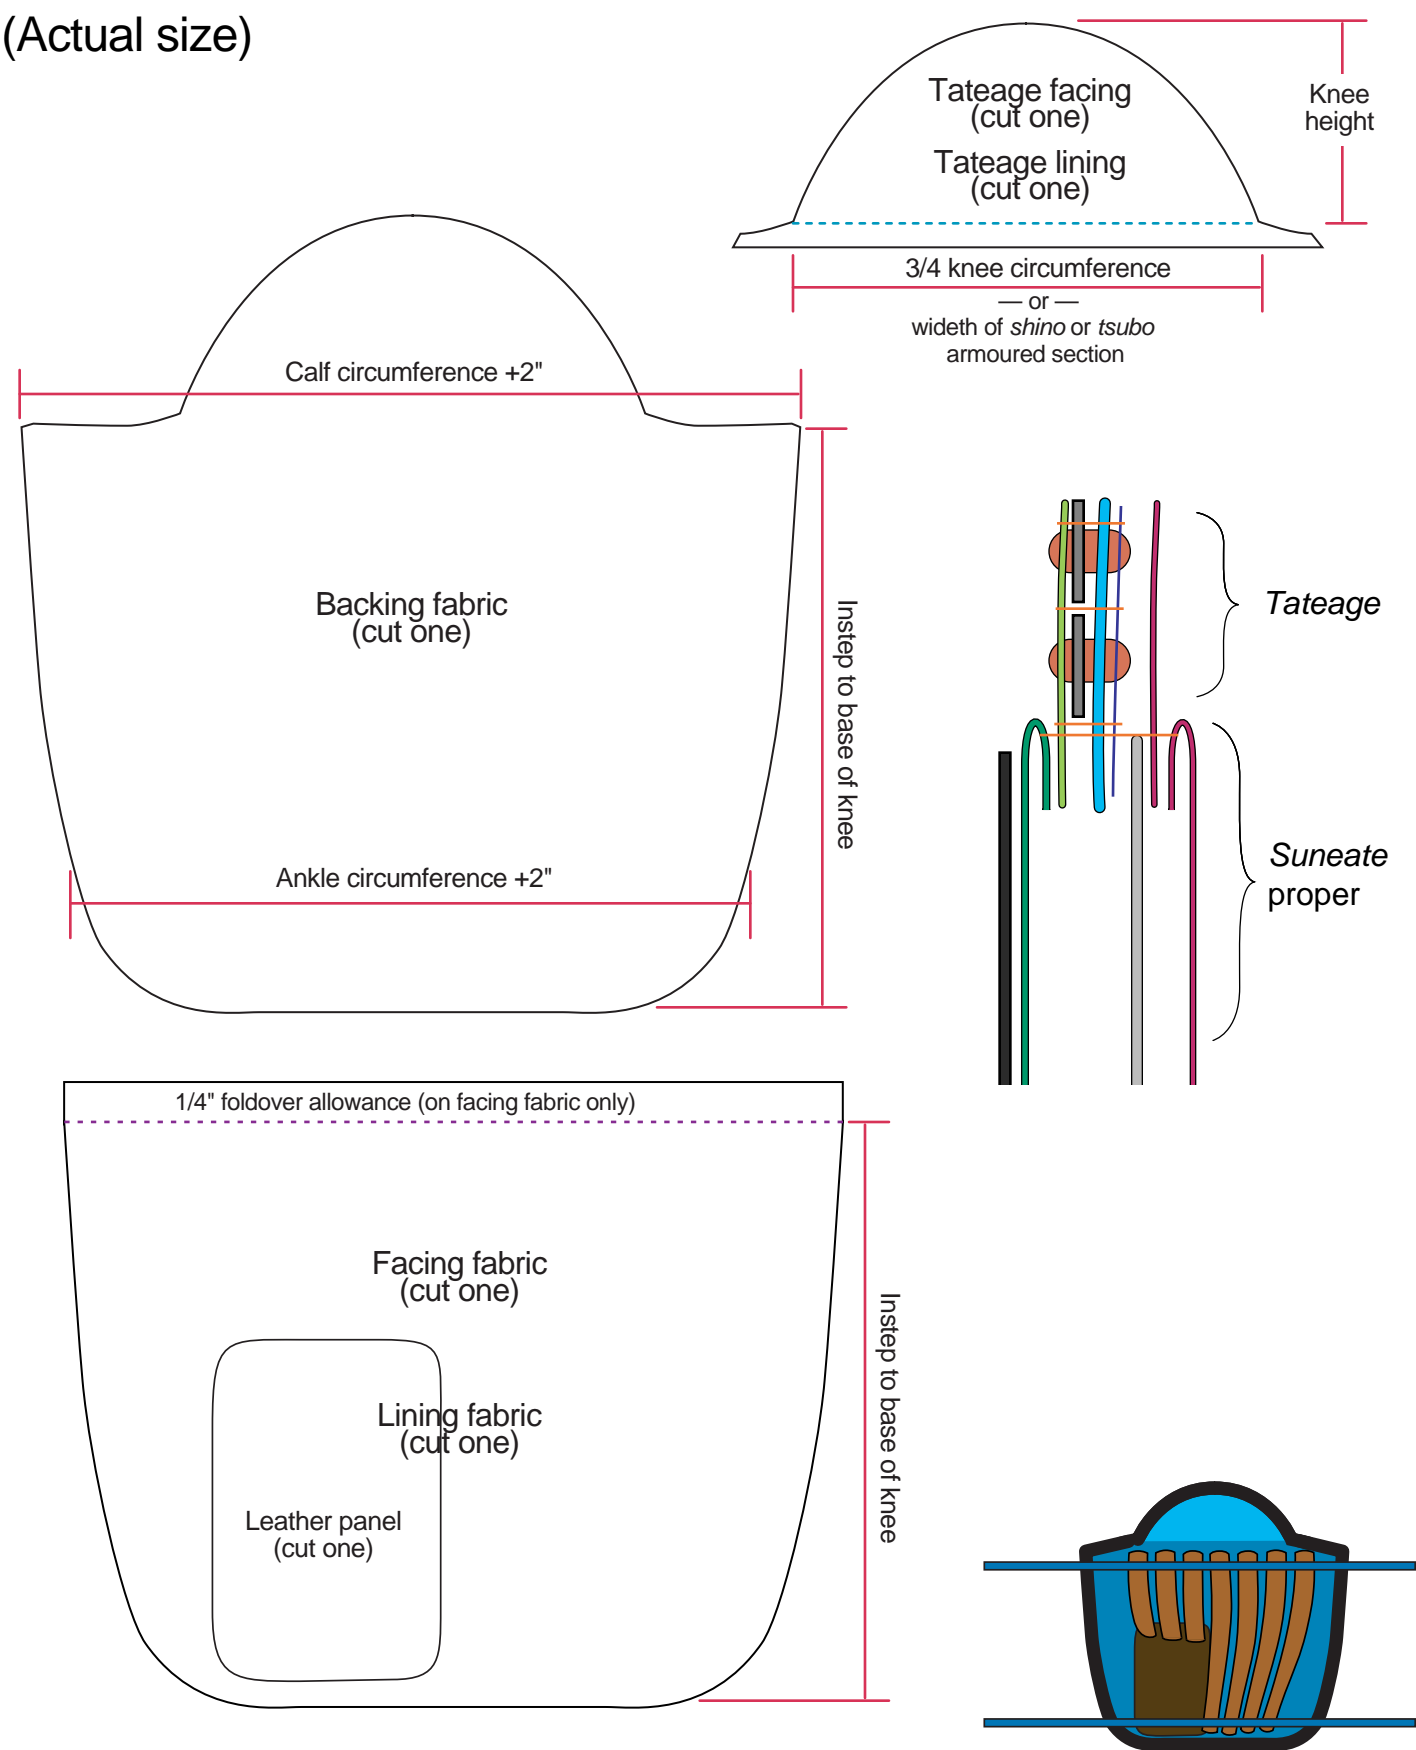 (Actual size)
Tateage facing
(cut one)
Tateage lining
(cut one)
Knee
height
3/4 knee circumference
— or —
wideth of shino or tsubo
armoured section
Calf circumference +2"
Backing fabric
(cut one)
Instep to base of knee
Ankle circumference +2"
Tateage
Suneate
proper
1/4" foldover allowance (on facing fabric only)
Facing fabric
(cut one)
Lining fabric
(cut one)
Leather panel
(cut one)
Instep to base of knee